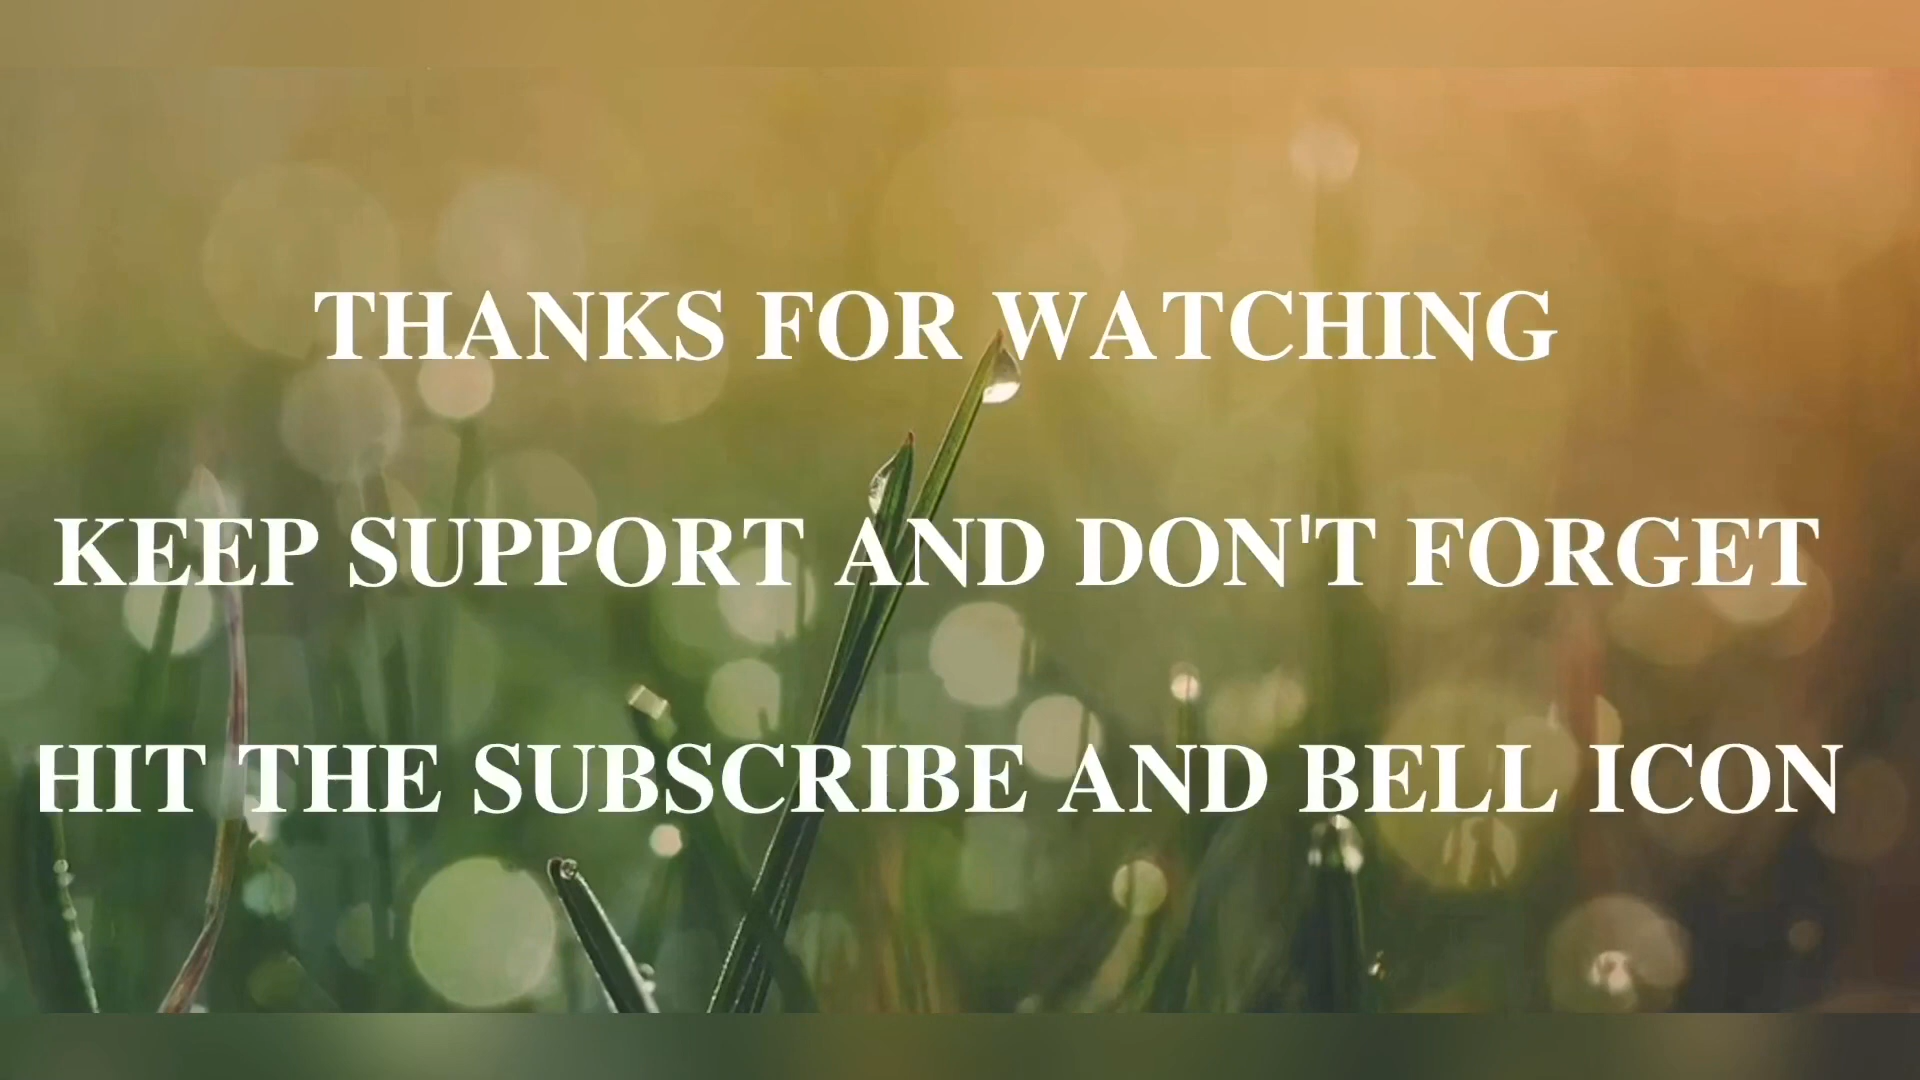 THANKS FOR WATCHING
KEEP SUPPORT AND DON'T FORGET
HIT THE SUBSCRIBE AND BELL ICON